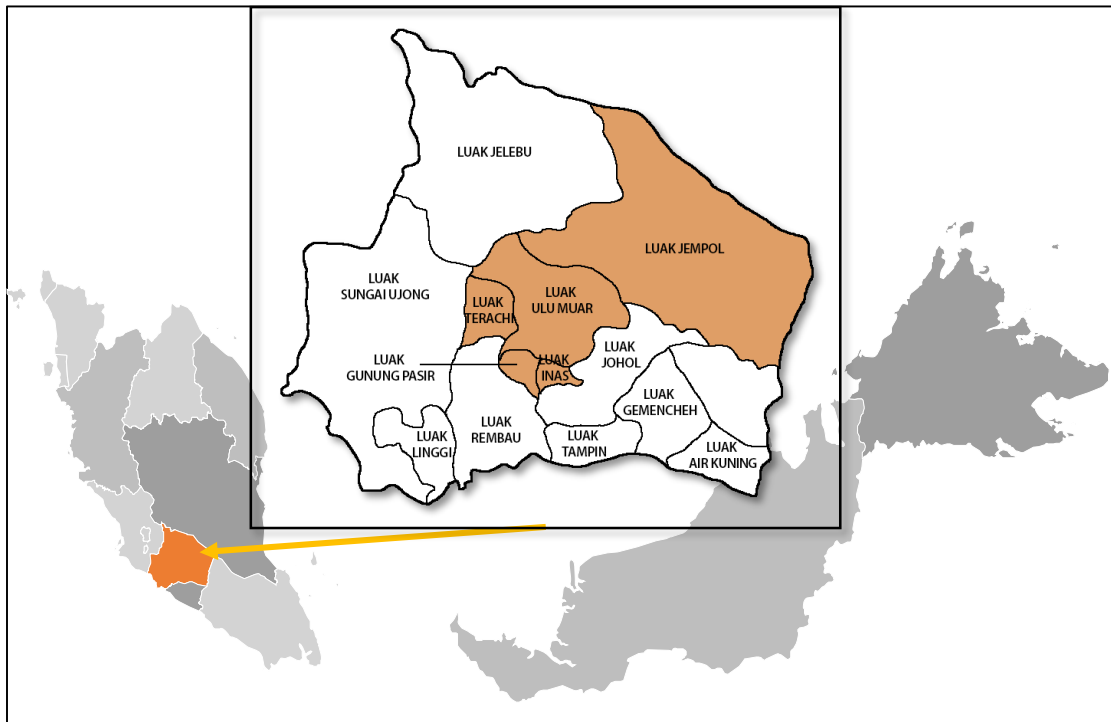 LUAK JELEBU
LUAK JEMPOL
LUAK
SUNGAI UJONG
LUAK
TERACHI
LUAK
ULU MUAR
LUAK
GUNUNG PASIR
LUAK
INAS
LUAK
JOHOL
LUAK
GEMENCHEH
LUAK
LINGGI
LUAK
REMBAU
LUAK
TAMPIN
LUAK
AIR KUNING